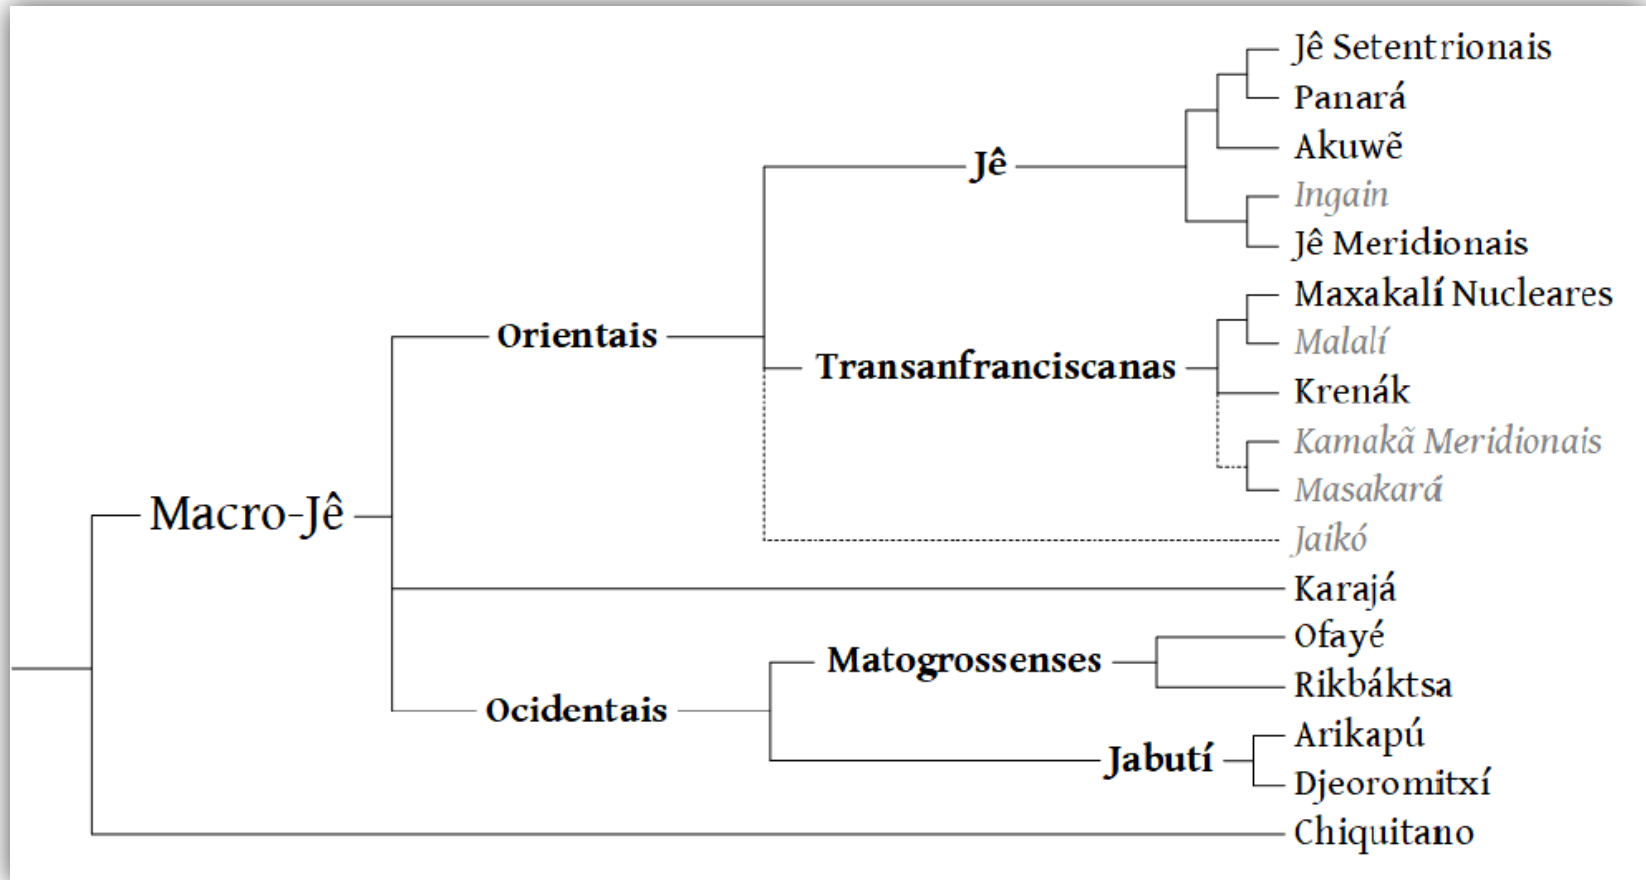 Jê Setentrionais
Panará
Akuwẽ
Jê
Ingain
Jê Meridionais
Maxakalí Nucleares
Orientais
Malalí
Transanfranciscanas
Krenák
Kamakã Meridionais
Masakará
Macro-Jê
Jaikó
Karajá
Ofayé
Matogrossenses
Rikbáktsa
Ocidentais
Arikapú
Jabutí
Djeoromitxí
Chiquitano